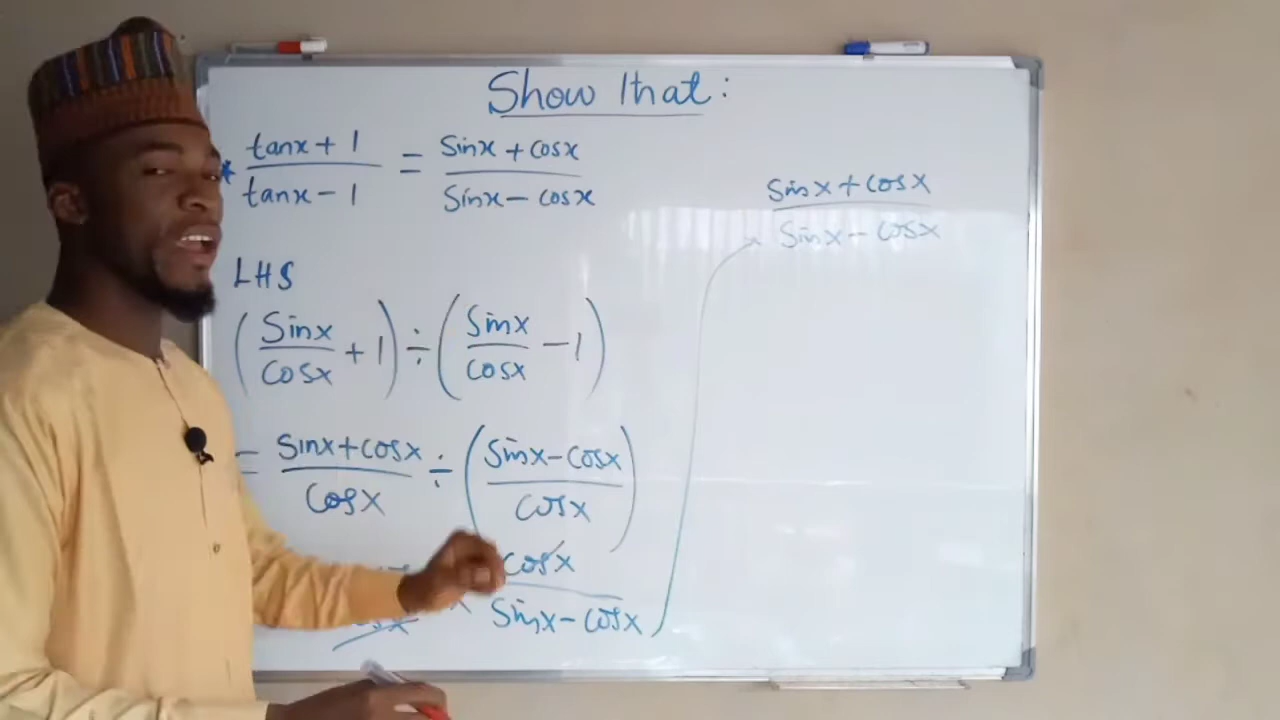 Show that:
* tanx + 1 / tanx - 1 = Sinx + cosx / Sinx - cosx
LHS
(Sinx / cosx + 1) ÷ (Sinx / cosx - 1)
= Sinx+cosx / cosx ÷ (Sinx-cosx / cosx)
cosx / Sinx - cosx
Sinx + cosx / Sinx - cosx